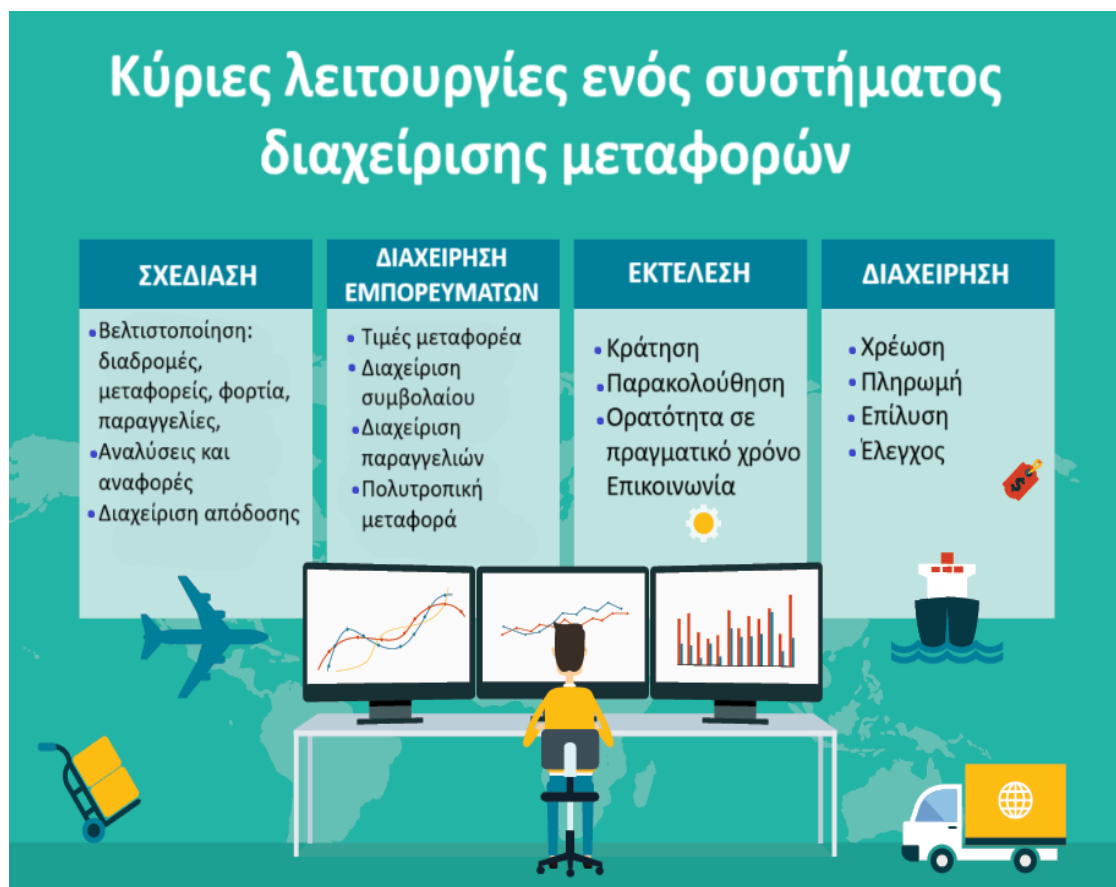 Κύριες λειτουργίες ενός συστήματος
διαχείρισης μεταφορών
ΣΧΕΔΙΑΣΗ
• Βελτιστοποίηση:
διαδρομές,
μεταφορείς, φορτία,
παραγγελίες,
• Αναλύσεις και
αναφορές
• Διαχείριση απόδοσης
ΔΙΑΧΕΙΡΗΣΗ
ΕΜΠΟΡΕΥΜΑΤΩΝ
• Τιμές μεταφορέα
• Διαχείριση
συμβολαίου
• Διαχείριση
παραγγελιών
• Πολυτροπική
μεταφορά
ΕΚΤΕΛΕΣΗ
• Κράτηση
• Παρακολούθηση
• Ορατότητα σε
πραγματικό χρόνο
Επικοινωνία
ΔΙΑΧΕΙΡΗΣΗ
• Χρέωση
• Πληρωμή
• Επίλυση
• Έλεγχος
$